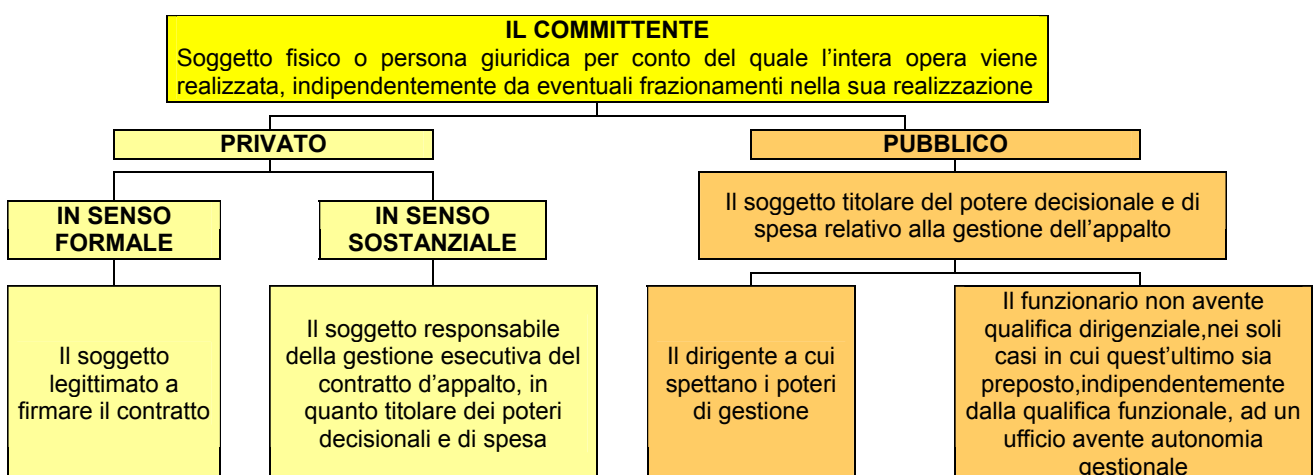 IL COMMITTENTE
Soggetto fisico o persona giuridica per conto del quale l’intera opera viene
realizzata, indipendentemente da eventuali frazionamenti nella sua realizzazione
PRIVATO
PUBBLICO
IN SENSO
FORMALE
IN SENSO
SOSTANZIALE
Il soggetto titolare del potere decisionale e di
spesa relativo alla gestione dell’appalto
Il soggetto
legittimato a
firmare il contratto
Il soggetto responsabile
della gestione esecutiva del
contratto d’appalto, in
quanto titolare dei poteri
decisionali e di spesa
Il dirigente a cui
spettano i poteri
di gestione
Il funzionario non avente
qualifica dirigenziale,nei soli
casi in cui quest’ultimo sia
preposto,indipendentemente
dalla qualifica funzionale, ad un
ufficio avente autonomia
gestionale